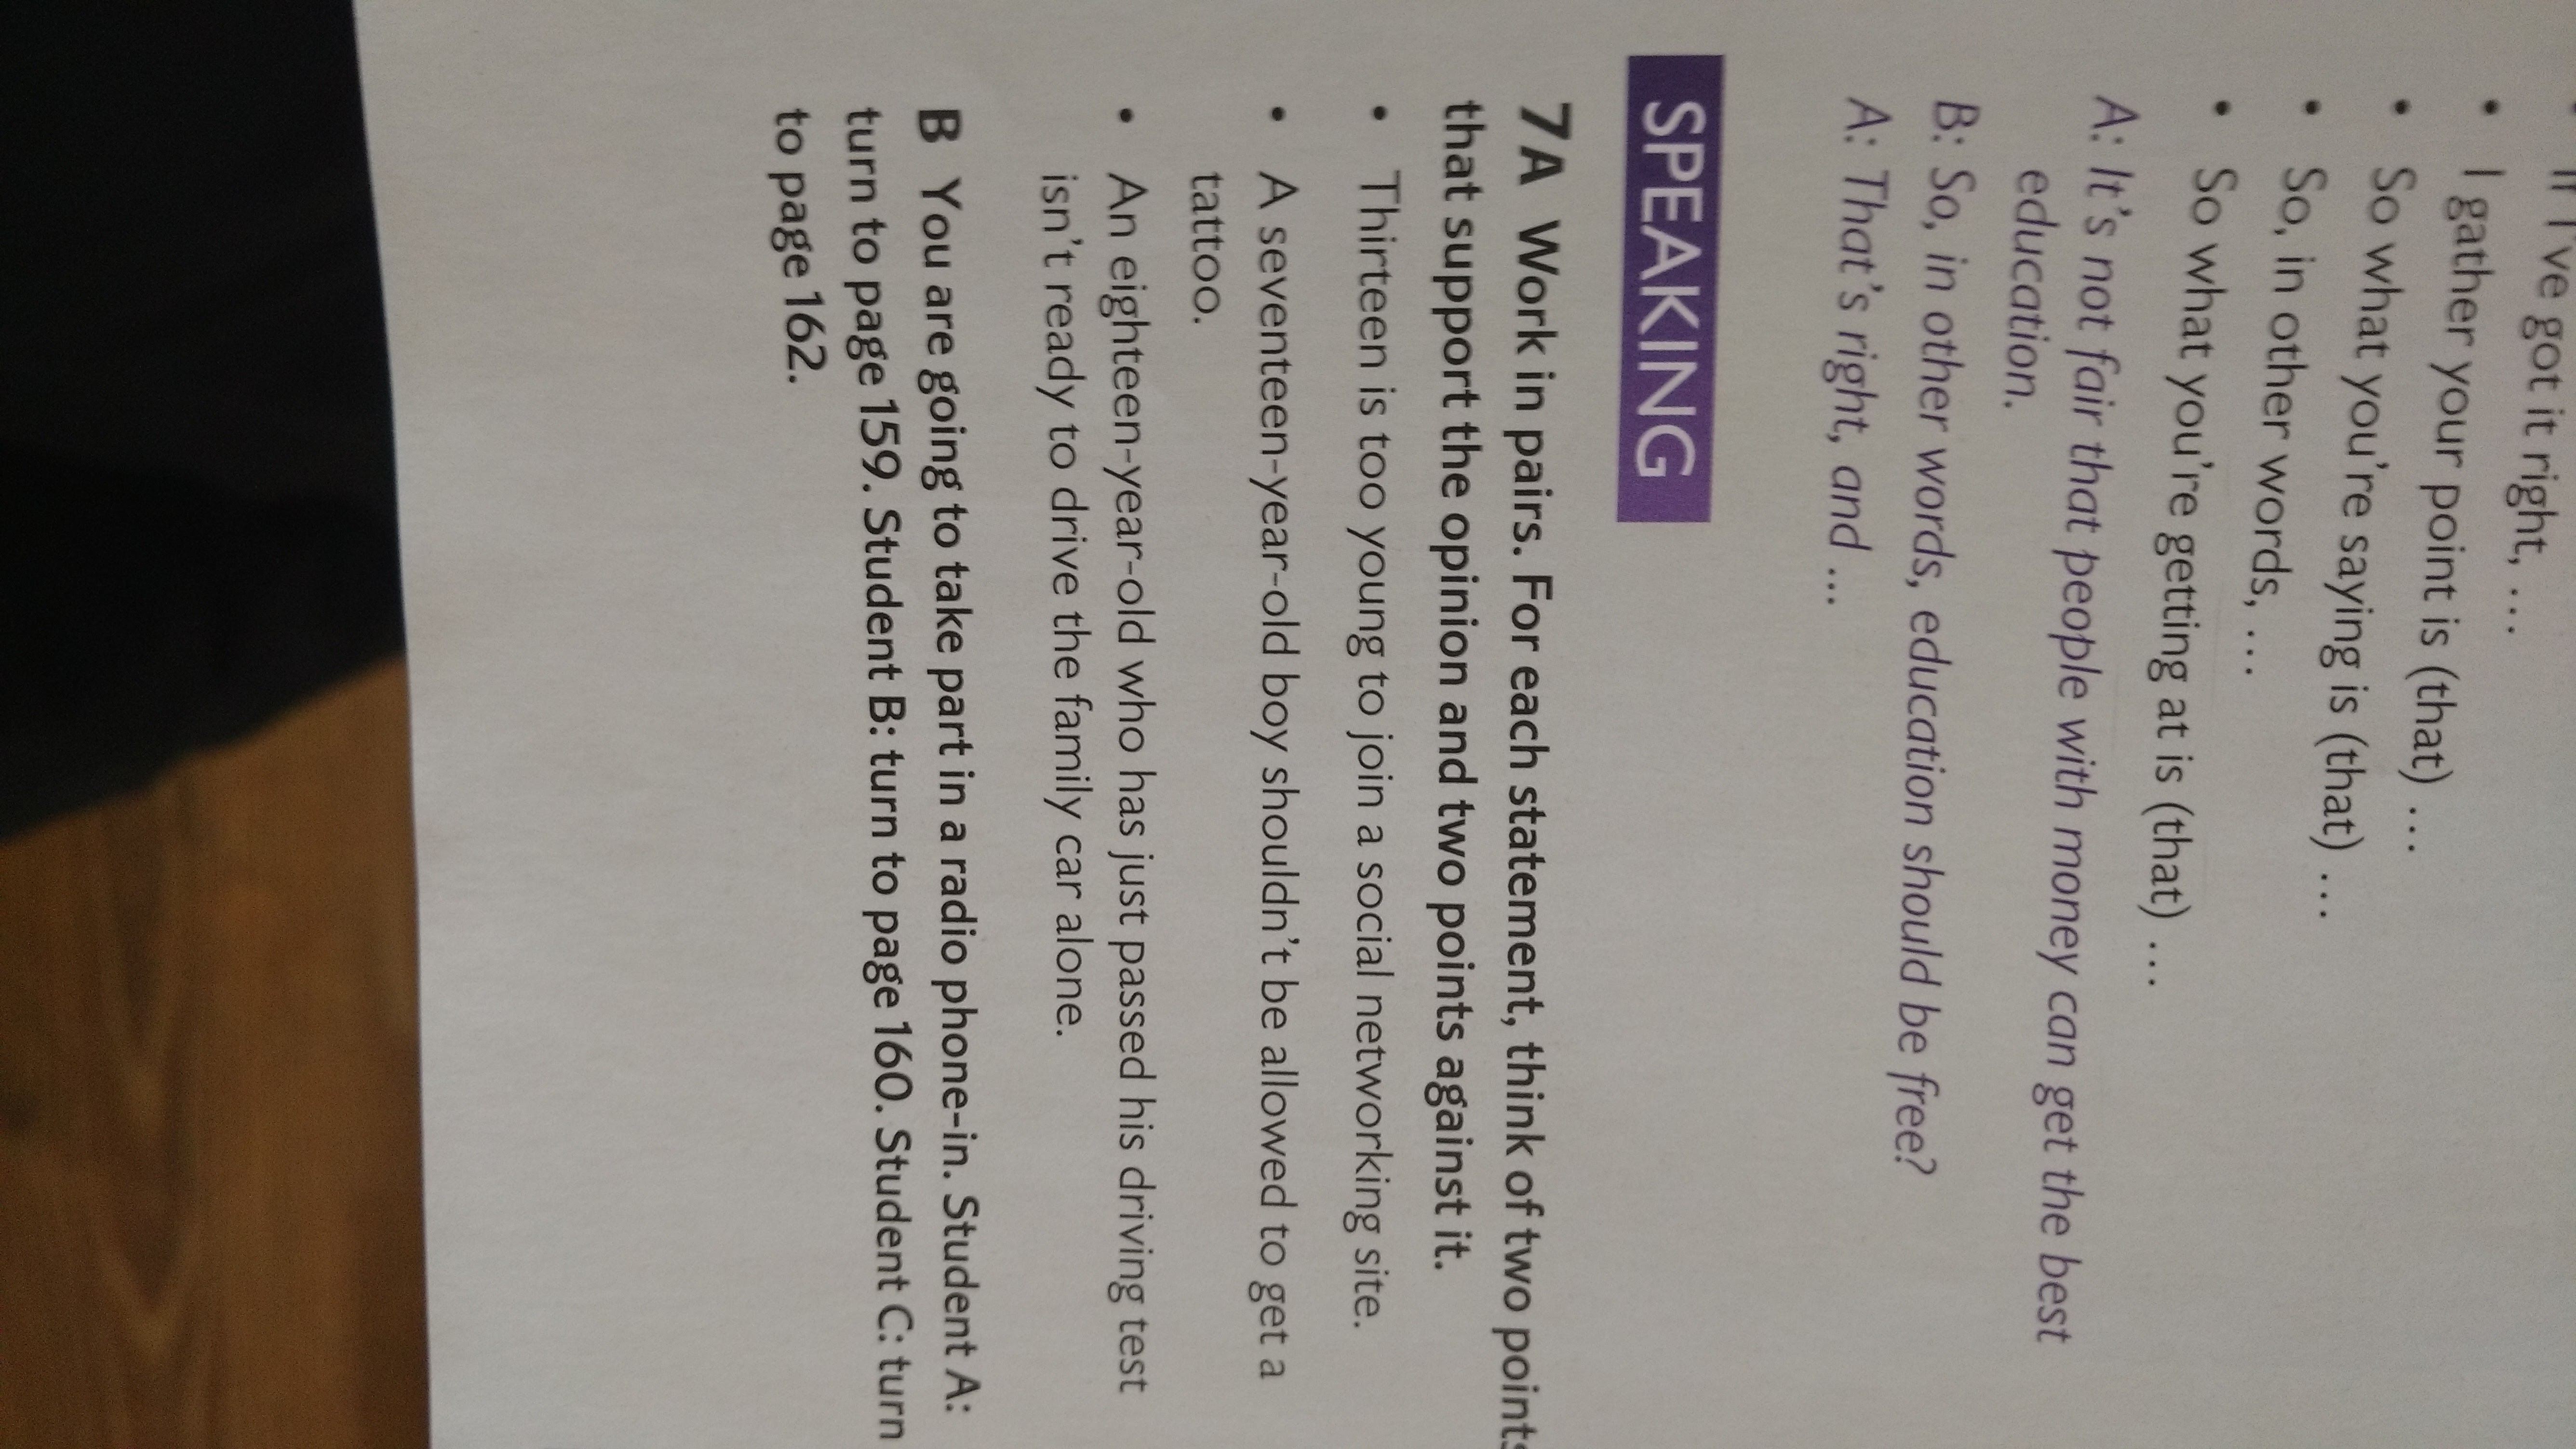 If I've got it right, …
• I gather your point is (that) …
• So what you're saying is (that) …
• So, in other words, …
• So what you're getting at is (that) …
A: It's not fair that people with money can get the best
education.
B: So, in other words, education should be free?
A: That's right, and …
SPEAKING
7A Work in pairs. For each statement, think of two points
that support the opinion and two points against it.
• Thirteen is too young to join a social networking site.
• A seventeen-year-old boy shouldn't be allowed to get a
tattoo.
• An eighteen-year-old who has just passed his driving test
isn't ready to drive the family car alone.
B You are going to take part in a radio phone-in. Student A:
turn to page 159. Student B: turn to page 160. Student C: turn
to page 162.